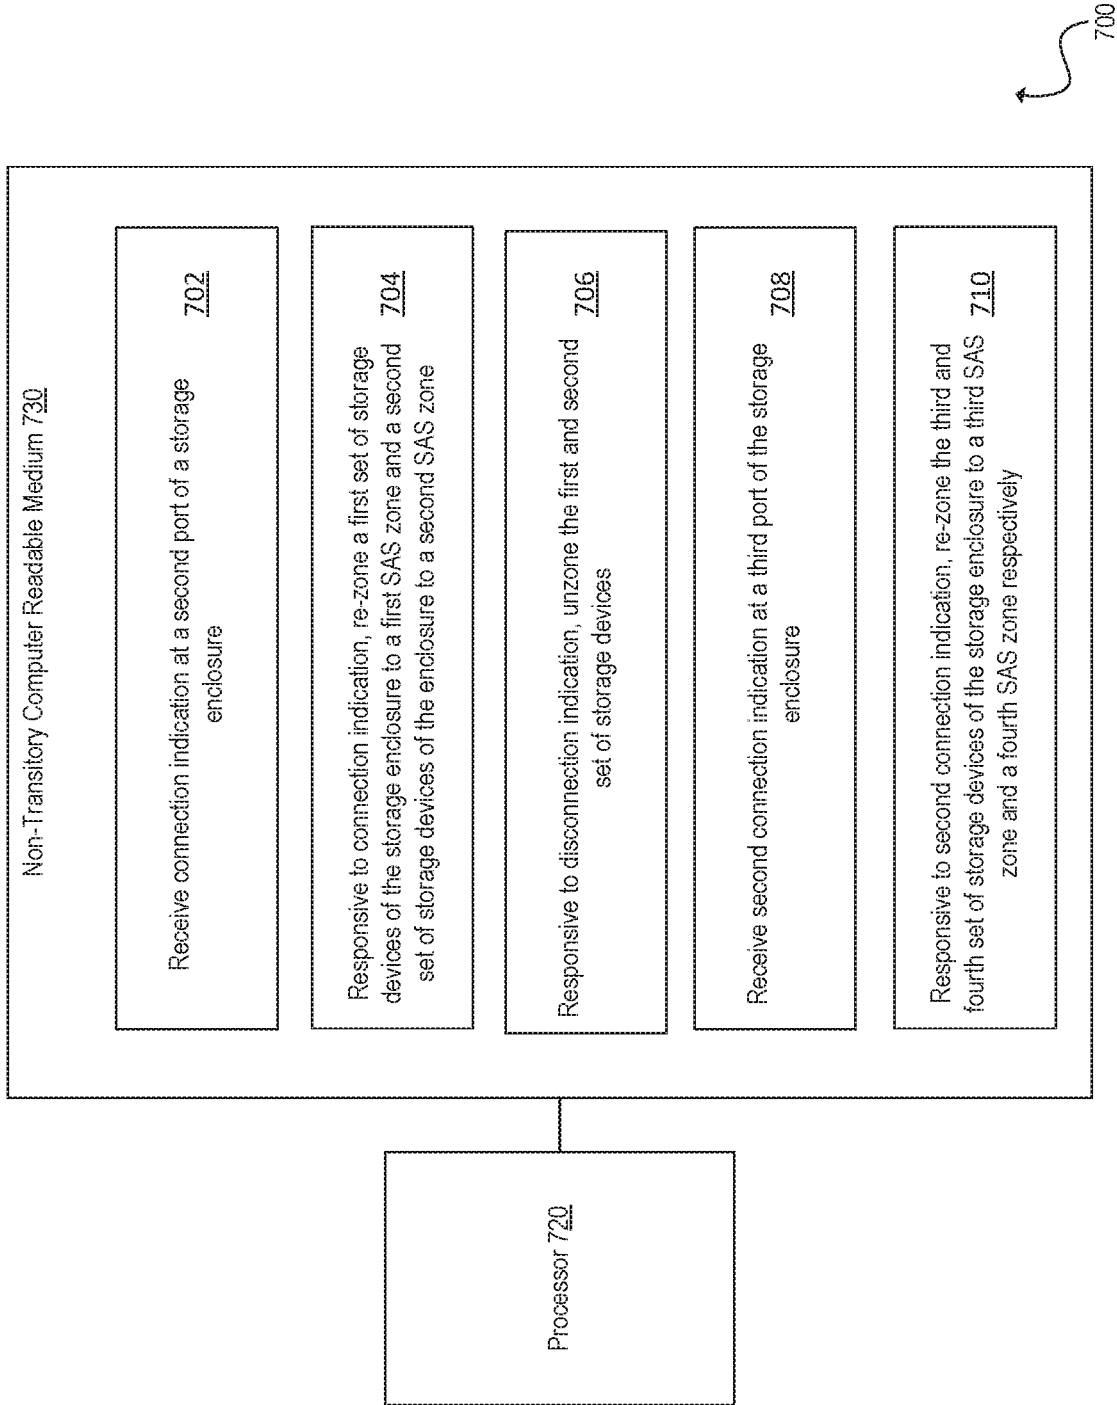 700
Non-Transitory Computer Readable Medium 730
Receive connection indication at a second port of a storage
enclosure
702
Responsive to connection indication, re-zone a first set of storage
devices of the storage enclosure to a first SAS zone and a second
set of storage devices of the enclosure to a second SAS zone
704
Responsive to disconnection indication, unzone the first and second
set of storage devices
706
Receive second connection indication at a third port of the storage
enclosure
708
Responsive to second connection indication, re-zone the third and
fourth set of storage devices of the storage enclosure to a third SAS
zone and a fourth SAS zone respectively
710
Processor 720